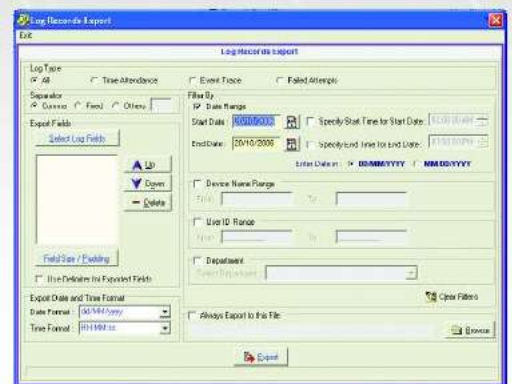 Log Records Export
Exit
Log Records Export
Log Type
All
Time Attendance
Event Trace
Failed Attempts
Separator
Comma
Fixed
Others
Export Fields
Select Log Fields
Up
Down
Delete
Field Size / Padding
Use Delimiter for Exported Fields
Export Date and Time Format
Date Format : dd/MM/yyyy
Time Format : HH:MM:ss
Filter By
Date Range
Start Date : 20/10/2006
Specify Start Time for Start Date :
End Date : 20/10/2006
Specify End Time for End Date :
Enter Date in : DD/MM/YYYY MM/DD/YYYY
Device Name Range
From : To :
User ID Range
From : To :
Department
Select Department :
Clear Filters
Always Export to this File
Browse
Export